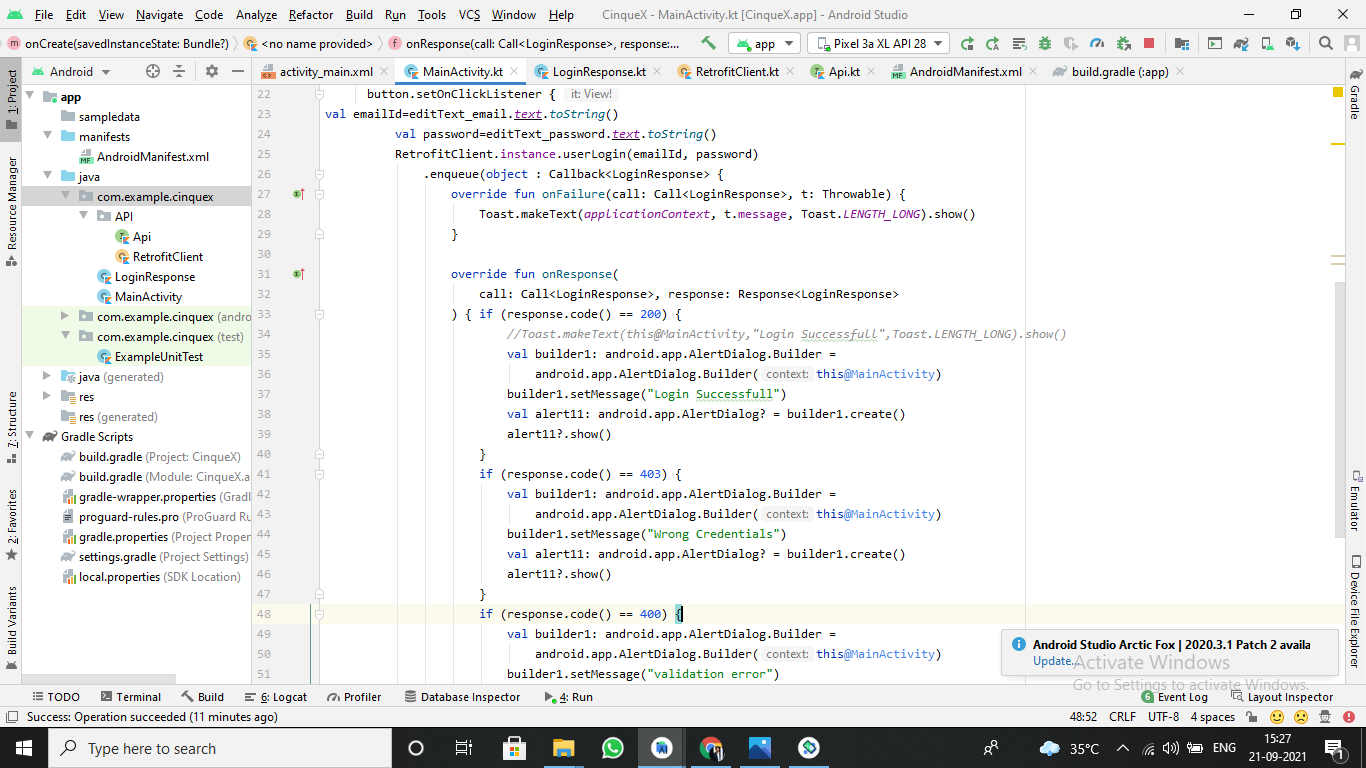 File Edit View Navigate Code Analyze Refactor Build Run Tools VCS Window Help CinqueX - MainActivity.kt [CinqueX.app] - Android Studio
onCreate(savedInstanceState: Bundle?) <no name provided> onResponse(call: Call<LoginResponse>, response:... app Pixel 3a XL API 28
Android activity_main.xml MainActivity.kt LoginResponse.kt RetrofitClient.kt Api.kt AndroidManifest.xml build.gradle (:app)
1: Project
Resource Manager
7: Structure
2: Favorites
Build Variants
app
sampledata
manifests
AndroidManifest.xml
java
com.example.cinquex
API
Api
RetrofitClient
LoginResponse
MainActivity
com.example.cinquex (andro
com.example.cinquex (test)
ExampleUnitTest
java (generated)
res
res (generated)
Gradle Scripts
build.gradle (Project: CinqueX)
build.gradle (Module: CinqueX.a
gradle-wrapper.properties (Gradl
proguard-rules.pro (ProGuard Ru
gradle.properties (Project Proper
settings.gradle (Project Settings)
local.properties (SDK Location)
22 button.setOnClickListener { it: View!
23 val emailId=editText_email.text.toString()
24 val password=editText_password.text.toString()
25 RetrofitClient.instance.userLogin(emailId, password)
26 .enqueue(object : Callback<LoginResponse> {
27 override fun onFailure(call: Call<LoginResponse>, t: Throwable) {
28 Toast.makeText(applicationContext, t.message, Toast.LENGTH_LONG).show()
29 }
30
31 override fun onResponse(
32 call: Call<LoginResponse>, response: Response<LoginResponse>
33 ) { if (response.code() == 200) {
34 //Toast.makeText(this@MainActivity,"Login Successfull",Toast.LENGTH_LONG).show()
35 val builder1: android.app.AlertDialog.Builder =
36 android.app.AlertDialog.Builder( context: this@MainActivity)
37 builder1.setMessage("Login Successfull")
38 val alert11: android.app.AlertDialog? = builder1.create()
39 alert11?.show()
40 }
41 if (response.code() == 403) {
42 val builder1: android.app.AlertDialog.Builder =
43 android.app.AlertDialog.Builder( context: this@MainActivity)
44 builder1.setMessage("Wrong Credentials")
45 val alert11: android.app.AlertDialog? = builder1.create()
46 alert11?.show()
47 }
48 if (response.code() == 400) {
49 val builder1: android.app.AlertDialog.Builder =
50 android.app.AlertDialog.Builder( context: this@MainActivity)
51 builder1.setMessage("validation error")
Gradle
Emulator
Device File Explorer
Android Studio Arctic Fox | 2020.3.1 Patch 2 availa
Update...
Activate Windows
Go to Settings to activate Windows.
TODO Terminal Build 6: Logcat Profiler Database Inspector 4: Run 6 Event Log Layout Inspector
Success: Operation succeeded (11 minutes ago) 48:52 CRLF UTF-8 4 spaces
Type here to search 35°C ENG 15:27
21-09-2021 1